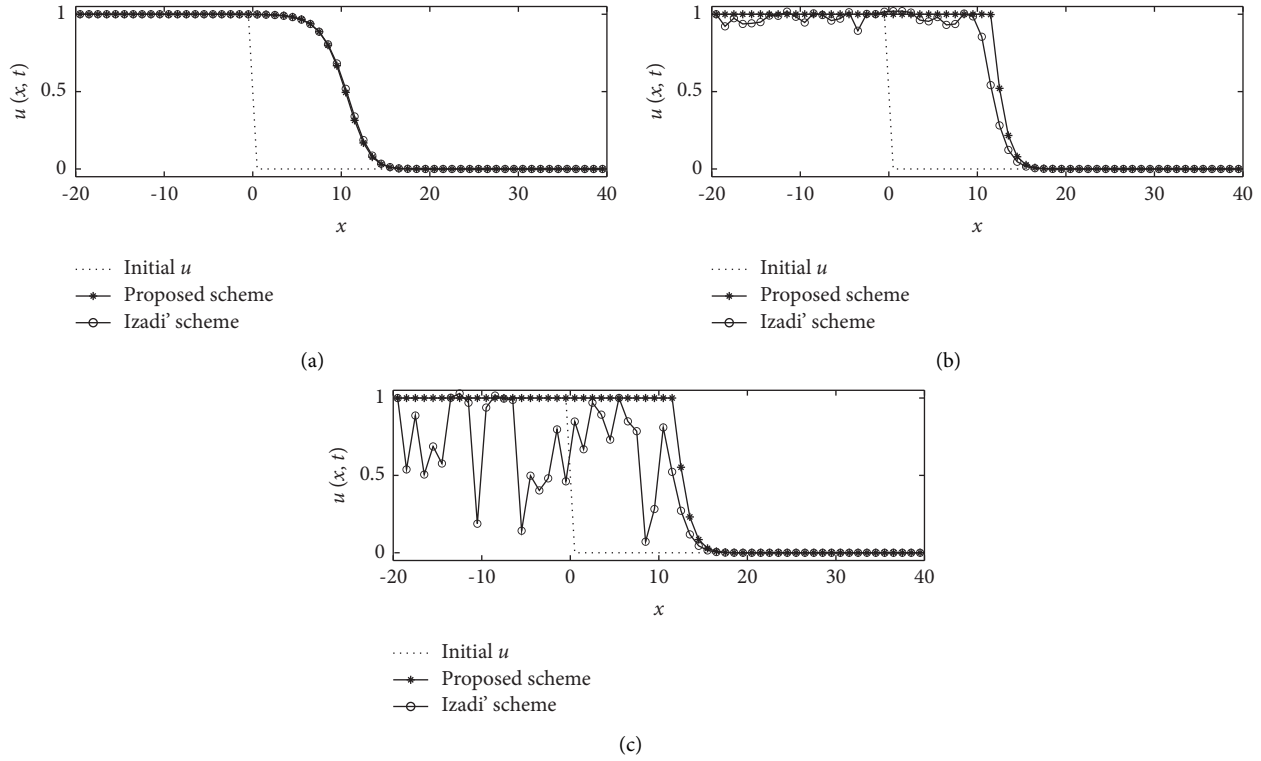 1
0.5
0
u (x, t)
-20 -10 0 10 20 30 40
x
Initial u
Proposed scheme
Izadi' scheme
(a)
1
0.5
0
u (x, t)
-20 -10 0 10 20 30 40
x
Initial u
Proposed scheme
Izadi' scheme
(b)
1
0.5
0
u (x, t)
-20 -10 0 10 20 30 40
x
Initial u
Proposed scheme
Izadi' scheme
(c)